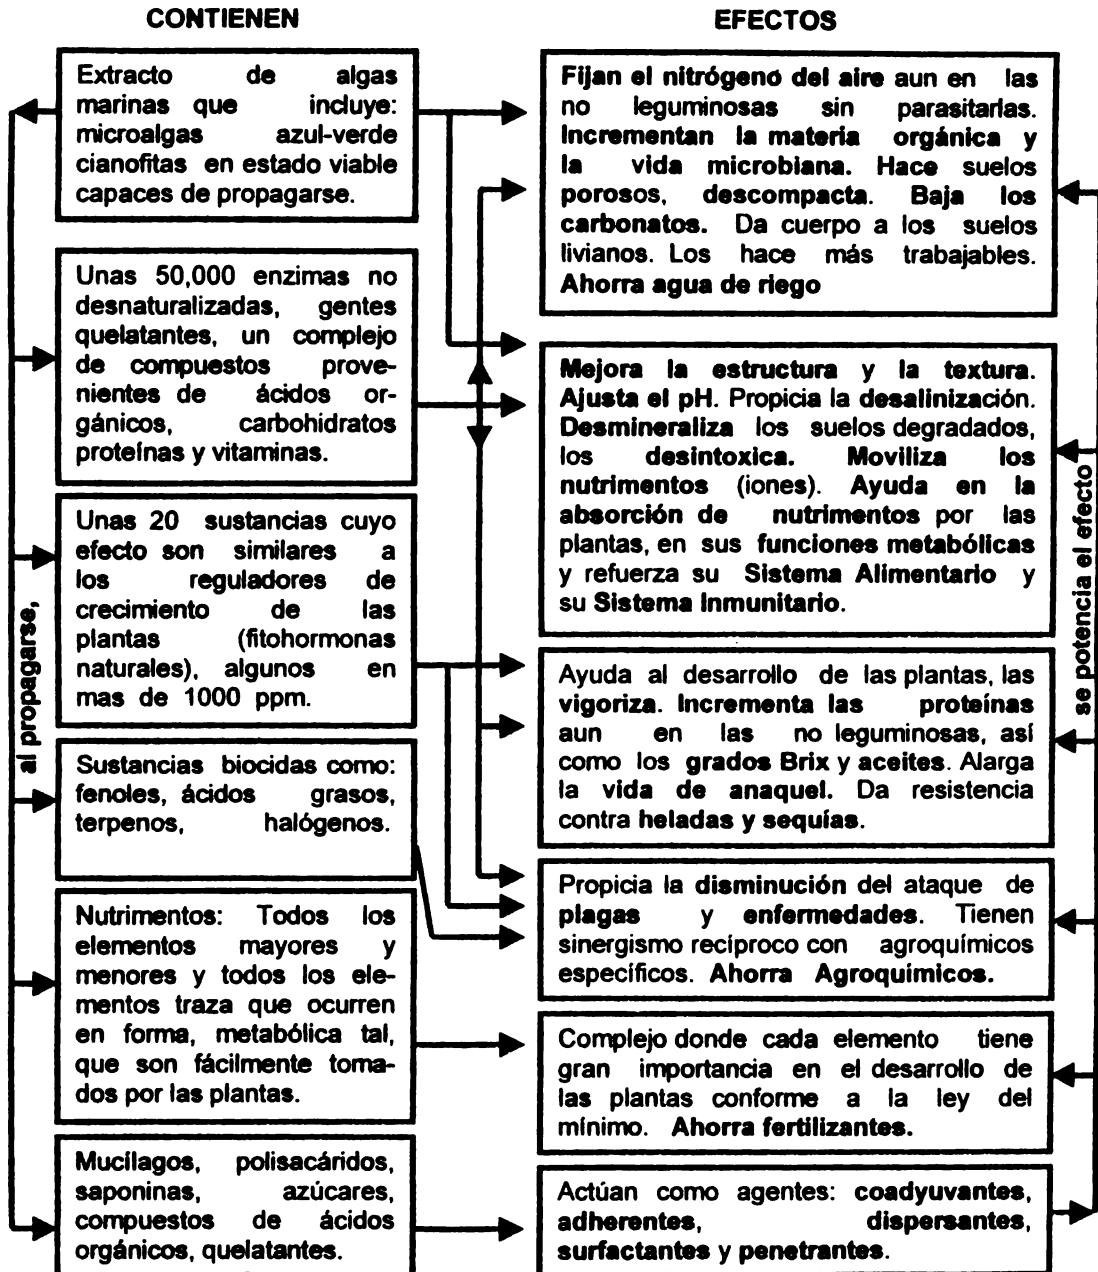 CONTIENEN
EFECTOS
Extracto de algas
marinas que incluye:
microalgas azul-verde
cianofitas en estado viable
capaces de propagarse.
Unas 50,000 enzimas no
desnaturalizadas, gentes
quelatantes, un complejo
de compuestos prove-
nientes de ácidos or-
gánicos, carbohidratos
proteínas y vitaminas.
Unas 20 sustancias cuyo
efecto son similares a
los reguladores de
crecimiento de las
plantas (fitohormonas
naturales), algunos en
mas de 1000 ppm.
Sustancias biocidas como:
fenoles, ácidos grasos,
terpenos, halógenos.
Nutrimentos: Todos los
elementos mayores y
menores y todos los ele-
mentos traza que ocurren
en forma, metabólica tal,
que son fácilmente toma-
dos por las plantas.
Mucílagos, polisacáridos,
saponinas, azúcares,
compuestos de ácidos
orgánicos, quelatantes.
al propagarse,
Fijan el nitrógeno del aire aun en las
no leguminosas sin parasitarlas.
Incrementan la materia orgánica y
la vida microbiana. Hace suelos
porosos, descompacta. Baja los
carbonatos. Da cuerpo a los suelos
livianos. Los hace más trabajables.
Ahorra agua de riego
Mejora la estructura y la textura.
Ajusta el pH. Propicia la desalinización.
Desmineraliza los suelos degradados,
los desintoxica. Moviliza los
nutrimentos (iones). Ayuda en la
absorción de nutrimentos por las
plantas, en sus funciones metabólicas
y refuerza su Sistema Alimentario y
su Sistema Inmunitario.
Ayuda al desarrollo de las plantas, las
vigoriza. Incrementa las proteínas
aun en las no leguminosas, así
como los grados Brix y aceites. Alarga
la vida de anaquel. Da resistencia
contra heladas y sequías.
Propicia la disminución del ataque de
plagas y enfermedades. Tienen
sinergismo recíproco con agroquímicos
específicos. Ahorra Agroquímicos.
Complejo donde cada elemento tiene
gran importancia en el desarrollo de
las plantas conforme a la ley del
mínimo. Ahorra fertilizantes.
Actúan como agentes: coadyuvantes,
adherentes, dispersantes,
surfactantes y penetrantes.
se potencia el efecto